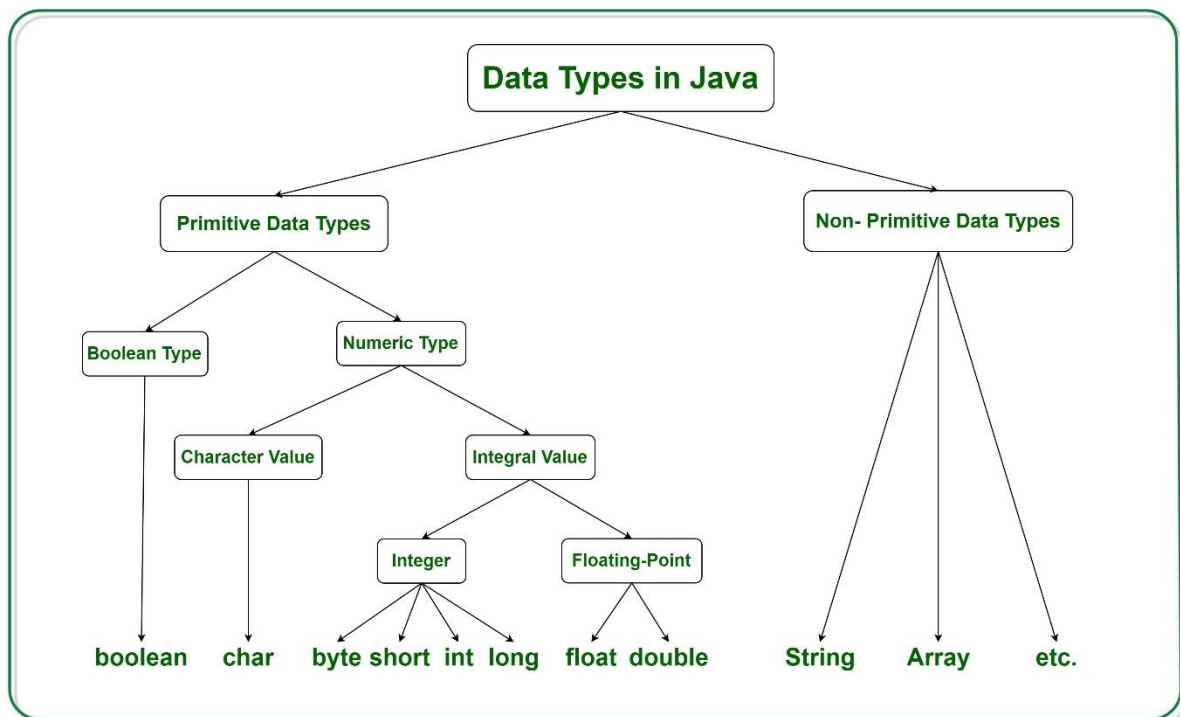 Data Types in Java
Primitive Data Types
Non- Primitive Data Types
Boolean Type
Numeric Type
Character Value
Integral Value
Integer
Floating-Point
boolean
char
byte
short
int
long
float
double
String
Array
etc.